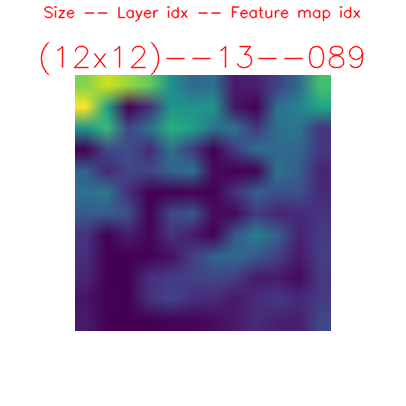 Size -- Layer idx -- Feature map idx
(12x12)--13--089